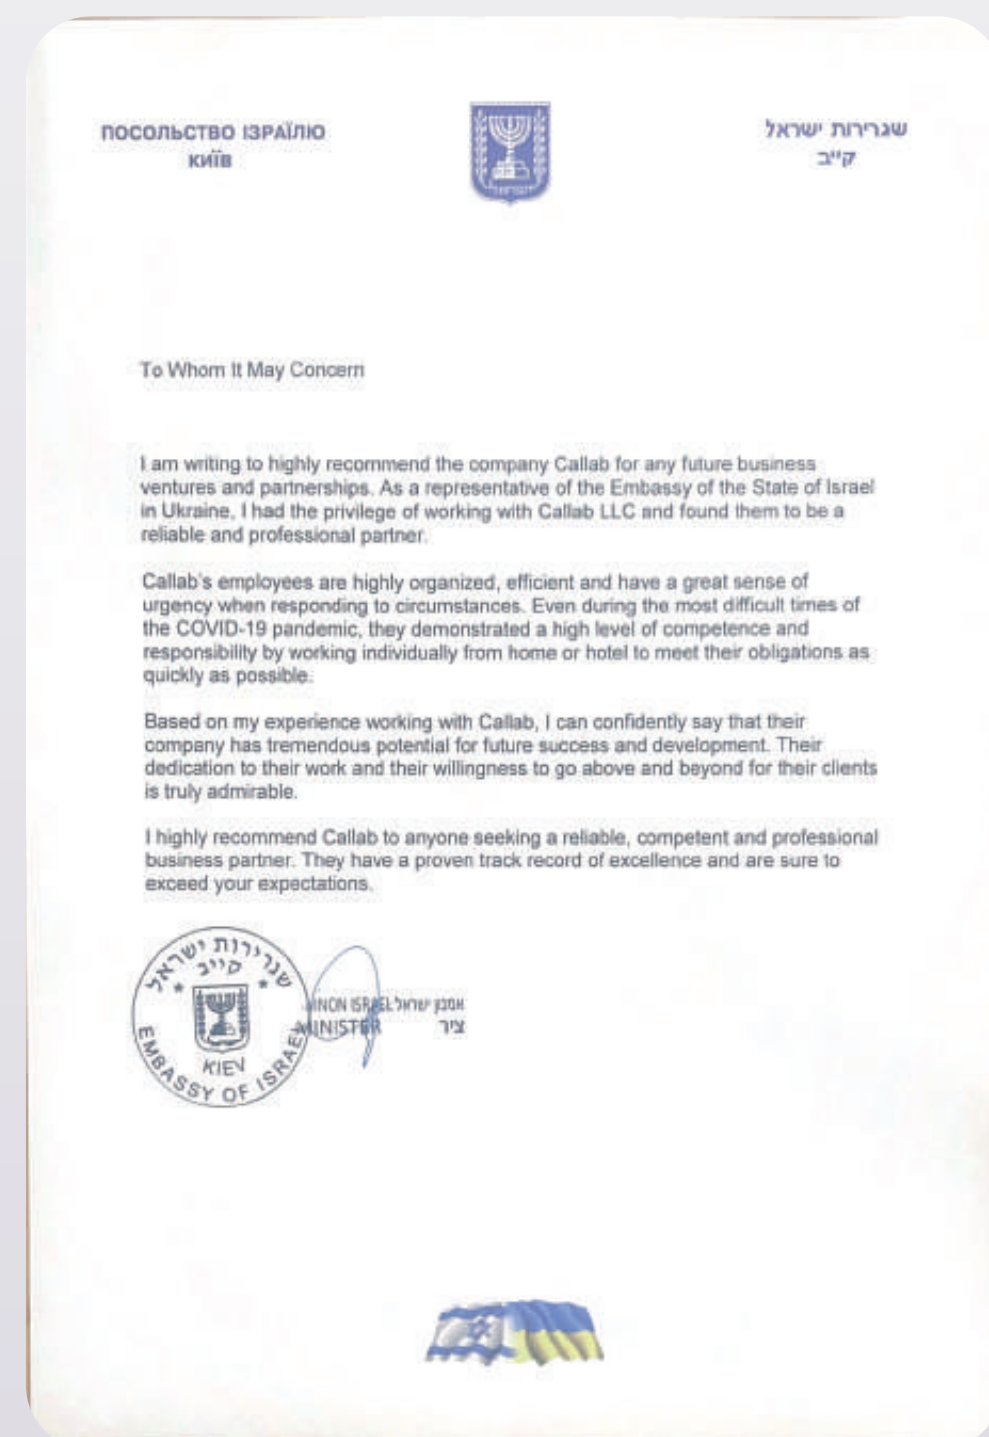 ПОСОЛЬСТВО ІЗРАЇЛЮ
КИЇВ
שגרירות ישראל
קייב
To Whom It May Concern
I am writing to highly recommend the company Callab for any future business
ventures and partnerships. As a representative of the Embassy of the State of Israel
in Ukraine, I had the privilege of working with Callab LLC and found them to be a
reliable and professional partner.
Callab's employees are highly organized, efficient and have a great sense of
urgency when responding to circumstances. Even during the most difficult times of
the COVID-19 pandemic, they demonstrated a high level of competence and
responsibility by working individually from home or hotel to meet their obligations as
quickly as possible.
Based on my experience working with Callab, I can confidently say that their
company has tremendous potential for future success and development. Their
dedication to their work and their willingness to go above and beyond for their clients
is truly admirable.
I highly recommend Callab to anyone seeking a reliable, competent and professional
business partner. They have a proven track record of excellence and are sure to
exceed your expectations.
שגרירות ישראל
קייב
KIEV
EMBASSY OF ISRAEL
ISRAEL ישראל
MINISTER ציר